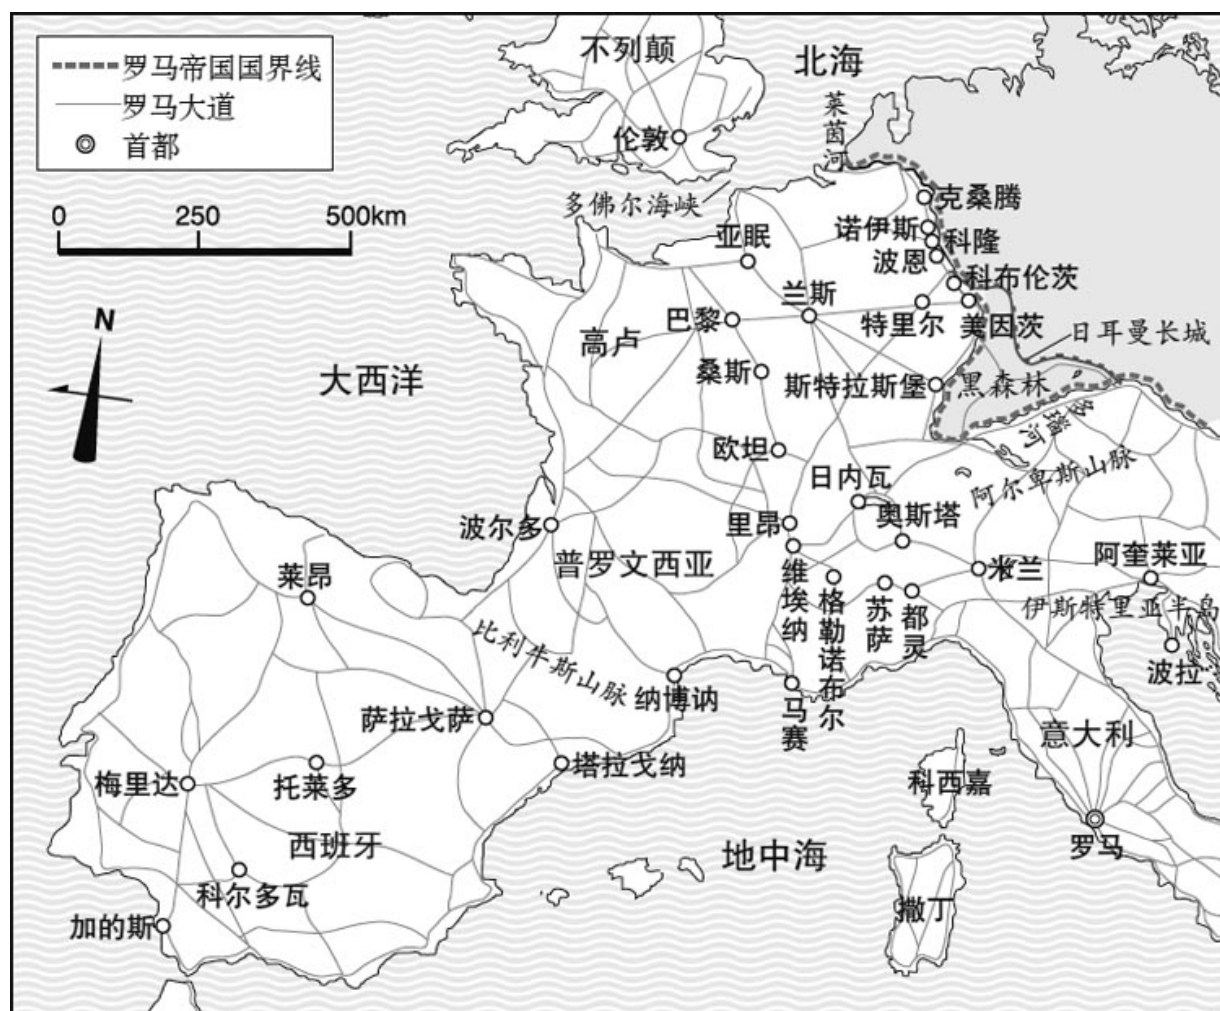 罗马帝国国界线
罗马大道
首都
0 250 500km
N
不列颠
北海
莱茵河
伦敦
多佛尔海峡
克桑腾
诺伊斯
科隆
亚眠
波恩
科布伦茨
兰斯
巴黎
特里尔
美因茨
日耳曼长城
高卢
大西洋
桑斯
斯特拉斯堡
黑森林
多瑙河
欧坦
日内瓦
阿尔卑斯山脉
波尔多
里昂
奥斯塔
普罗文西亚
维埃纳
格勒诺布尔
苏萨
都灵
米兰
阿奎莱亚
伊斯特里亚半岛
波拉
莱昂
比利牛斯山脉
纳博讷
马赛
萨拉戈萨
塔拉戈纳
意大利
梅里达
托莱多
科西嘉
西班牙
地中海
罗马
科尔多瓦
加的斯
撒丁